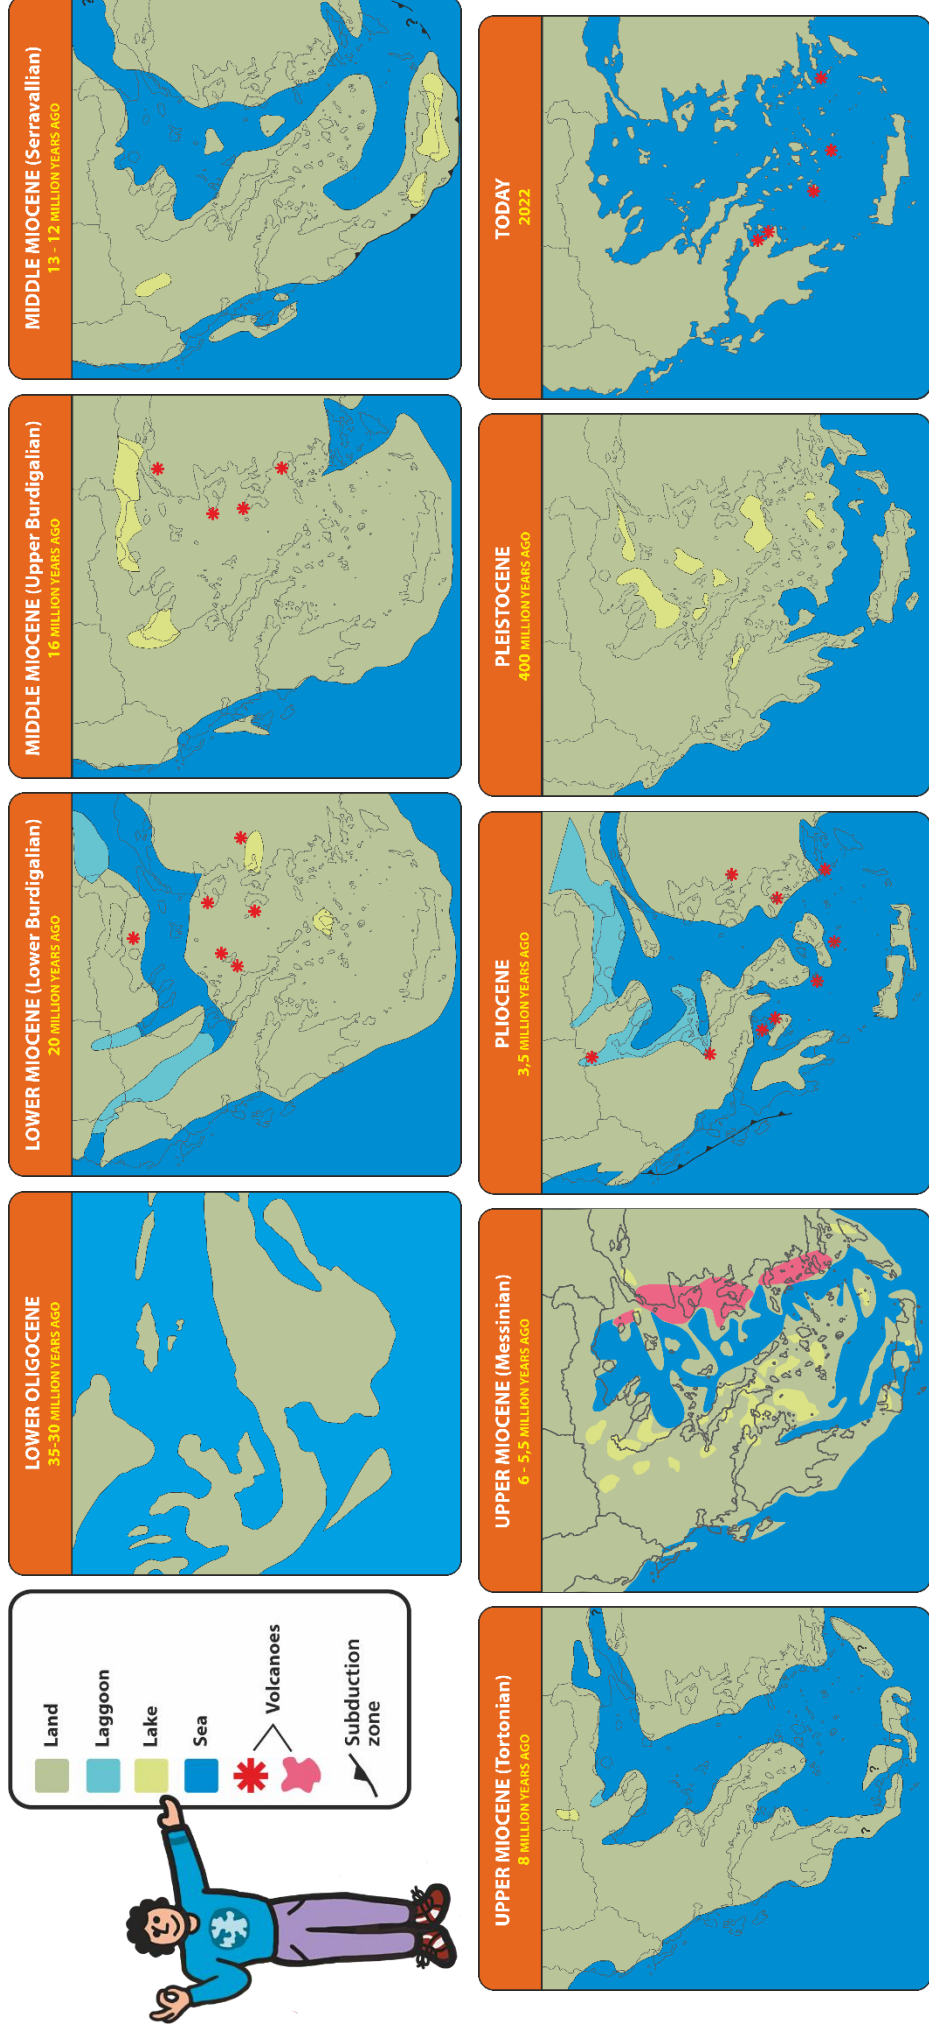 Land
Laggoon
Lake
Sea
Volcanoes
Subduction
zone
LOWER OLIGOCENE
35-30 MILLION YEARS AGO
LOWER MIOCENE (Lower Burdigalian)
20 MILLION YEARS AGO
MIDDLE MIOCENE (Upper Burdigalian)
16 MILLION YEARS AGO
MIDDLE MIOCENE (Serravallian)
13 - 12 MILLION YEARS AGO
?
?
UPPER MIOCENE (Tortonian)
8 MILLION YEARS AGO
?
?
?
?
UPPER MIOCENE (Messinian)
6 - 5,5 MILLION YEARS AGO
PLIOCENE
3,5 MILLION YEARS AGO
PLEISTOCENE
400 MILLION YEARS AGO
TODAY
2022